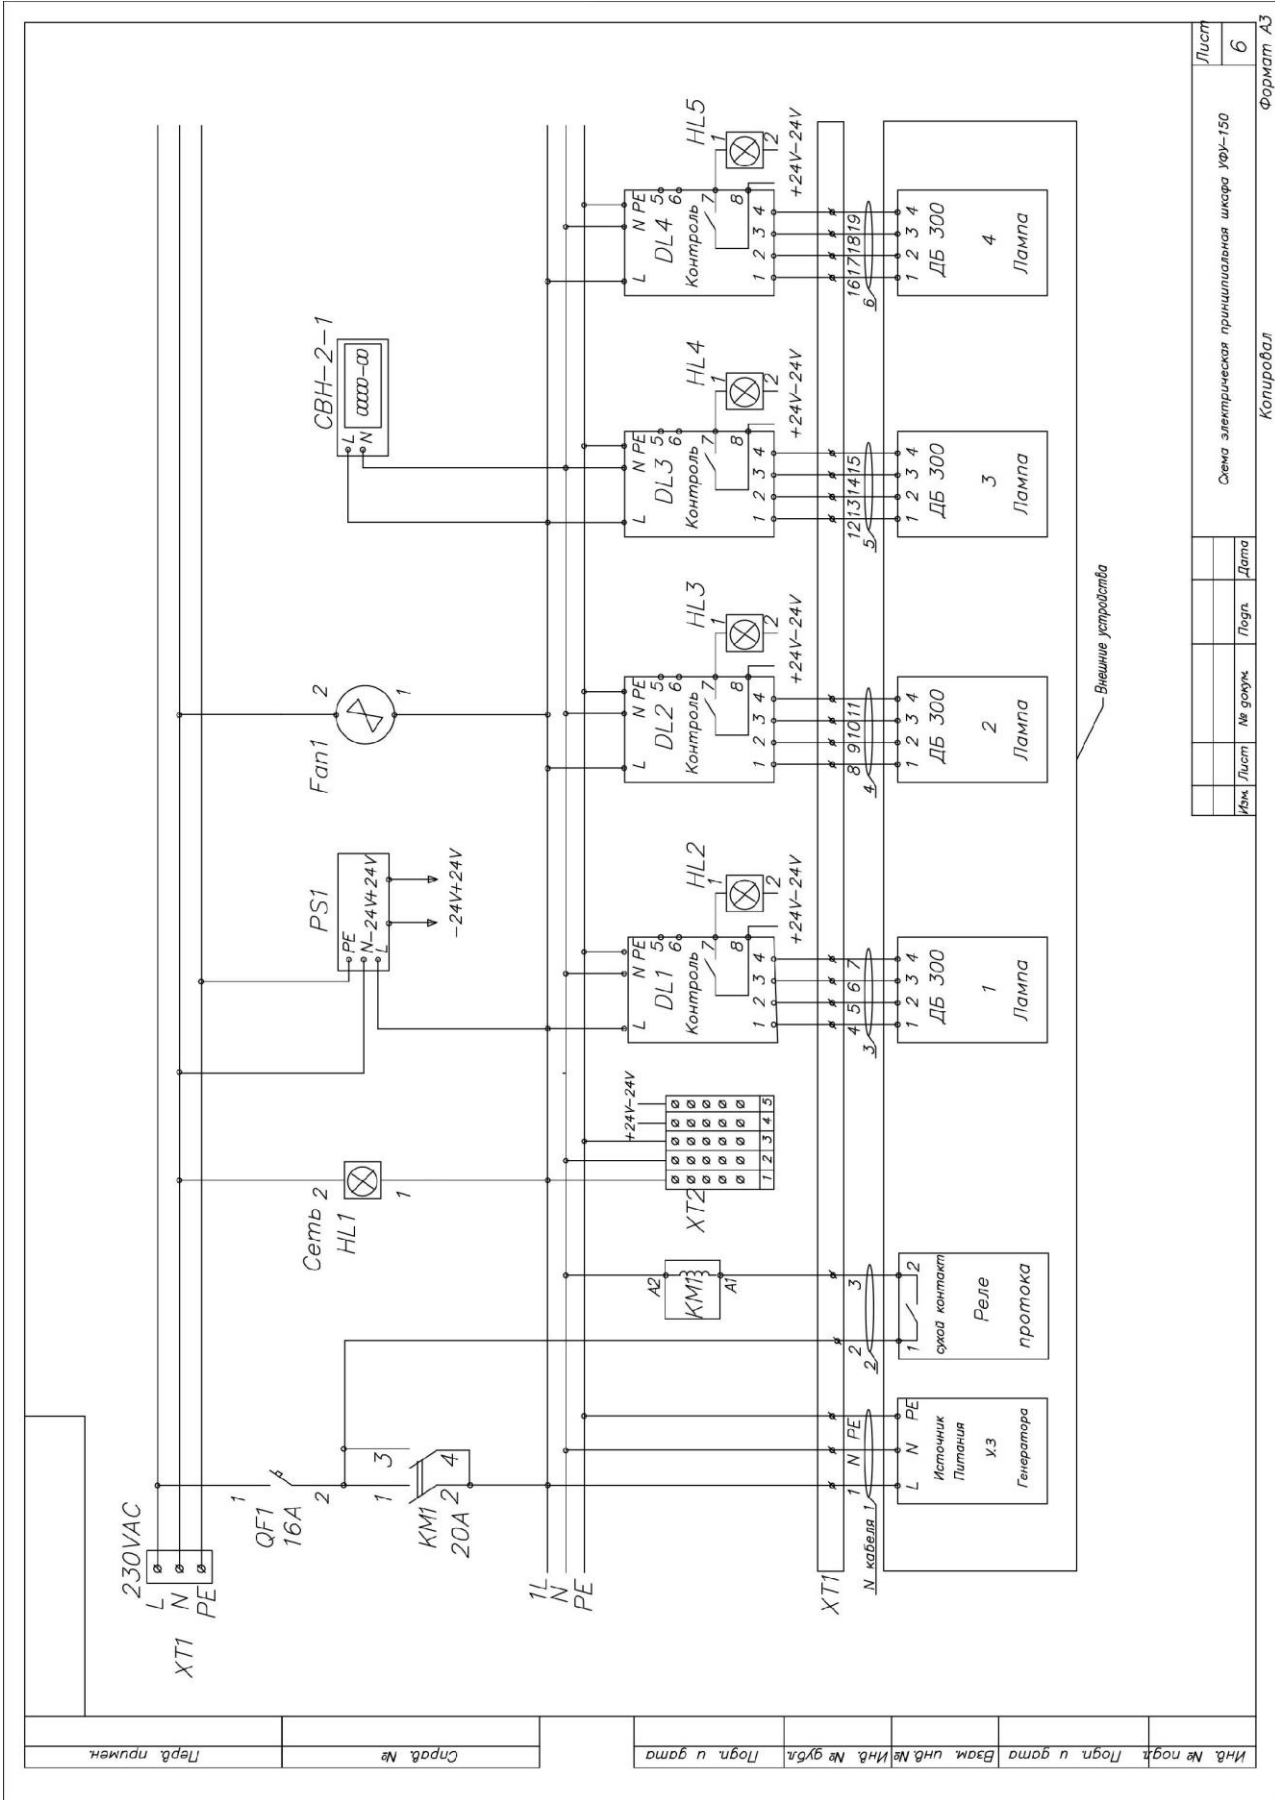 230VAC
L
N
PE
XT1
QF1
16A
1
2
KM1
20A
1
3
2
4
Сеть 2
HL1
1
PS1
PE
N-24V+24V
L
-24V+24V
Fan1
2
1
СВН-2-1
L
N
00000-00
1L
N
PE
A2
KM1
A1
XT2
+24V-24V
1 2 3 4 5
L
N PE
DL1
5
6
Контроль
7
8
1 2 3 4
HL2
1
2
+24V-24V
L
N PE
DL2
5
6
Контроль
7
8
1 2 3 4
HL3
1
2
+24V-24V
L
N PE
DL3
5
6
Контроль
7
8
1 2 3 4
HL4
1
2
+24V-24V
L
N PE
DL4
5
6
Контроль
7
8
1 2 3 4
HL5
1
2
+24V-24V
XT1
N кабеля 1
1 N PE
2 3
2
4 5 6 7
3
8 9 10 11
4
12 13 14 15
5
16 17 18 19
6
L N PE
Источник
Питания
У.З
Генератора
1 2
сухой контакт
Реле
протока
1 2 3 4
ДБ 300
1
Лампа
1 2 3 4
ДБ 300
2
Лампа
1 2 3 4
ДБ 300
3
Лампа
1 2 3 4
ДБ 300
4
Лампа
Внешние устройства
Изм. Лист № докум. Подп. Дата
Схема электрическая принципиальная шкафа УФУ-150
Лист
6
Копировал
Формат А3
Перв. примен.
Справ. №
Подп. и дата
Инв. № дубл.
Взам. инв. №
Подп. и дата
Инв. № подл.